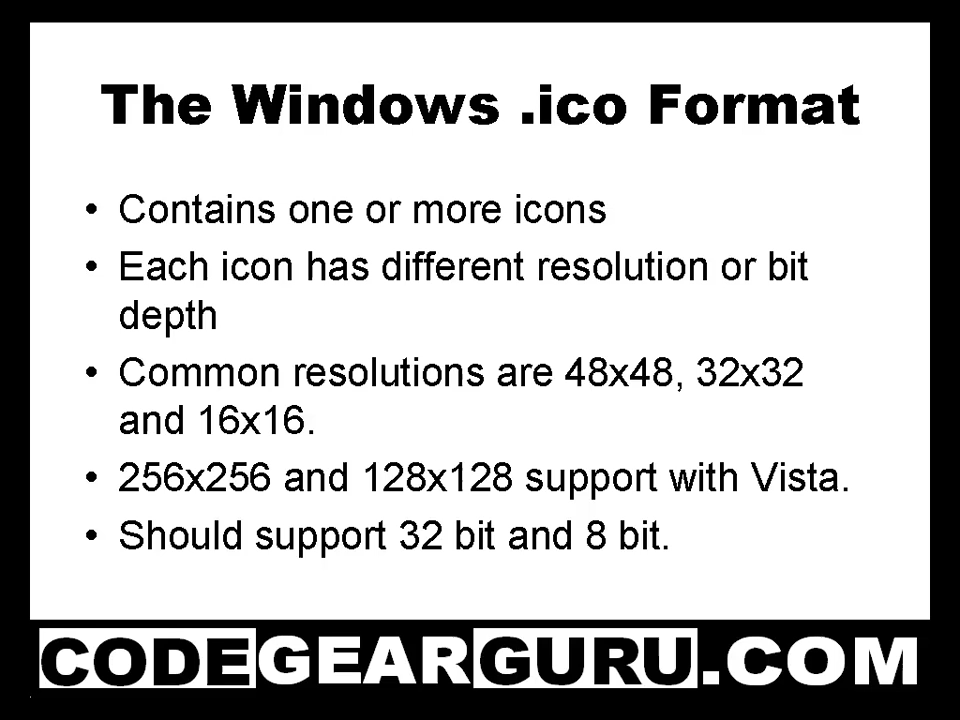 The Windows .ico Format
• Contains one or more icons
• Each icon has different resolution or bit
depth
• Common resolutions are 48x48, 32x32
and 16x16.
• 256x256 and 128x128 support with Vista.
• Should support 32 bit and 8 bit.
CODEGEARGURU.COM